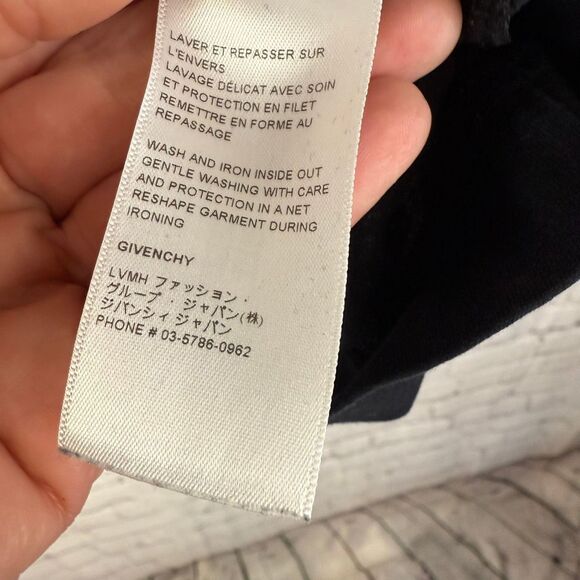 LAVER ET REPASSER SUR
L'ENVERS
LAVAGE DÉLICAT AVEC SOIN
ET PROTECTION EN FILET
REMETTRE EN FORME AU
REPASSAGE
WASH AND IRON INSIDE OUT
GENTLE WASHING WITH CARE
AND PROTECTION IN A NET
RESHAPE GARMENT DURING
IRONING
GIVENCHY
LVMH ファッション・
グループ・ジャパン(株)
ジバンシィ ジャパン
PHONE # 03-5786-0962